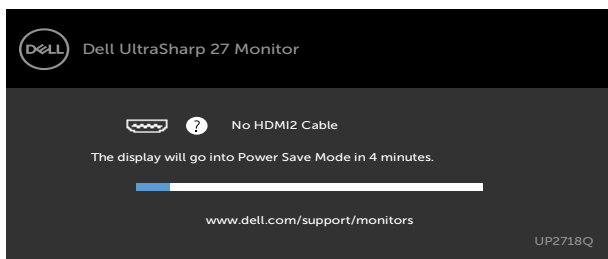 DELL Dell UltraSharp 27 Monitor
? No HDMI2 Cable
The display will go into Power Save Mode in 4 minutes.
www.dell.com/support/monitors
UP2718Q